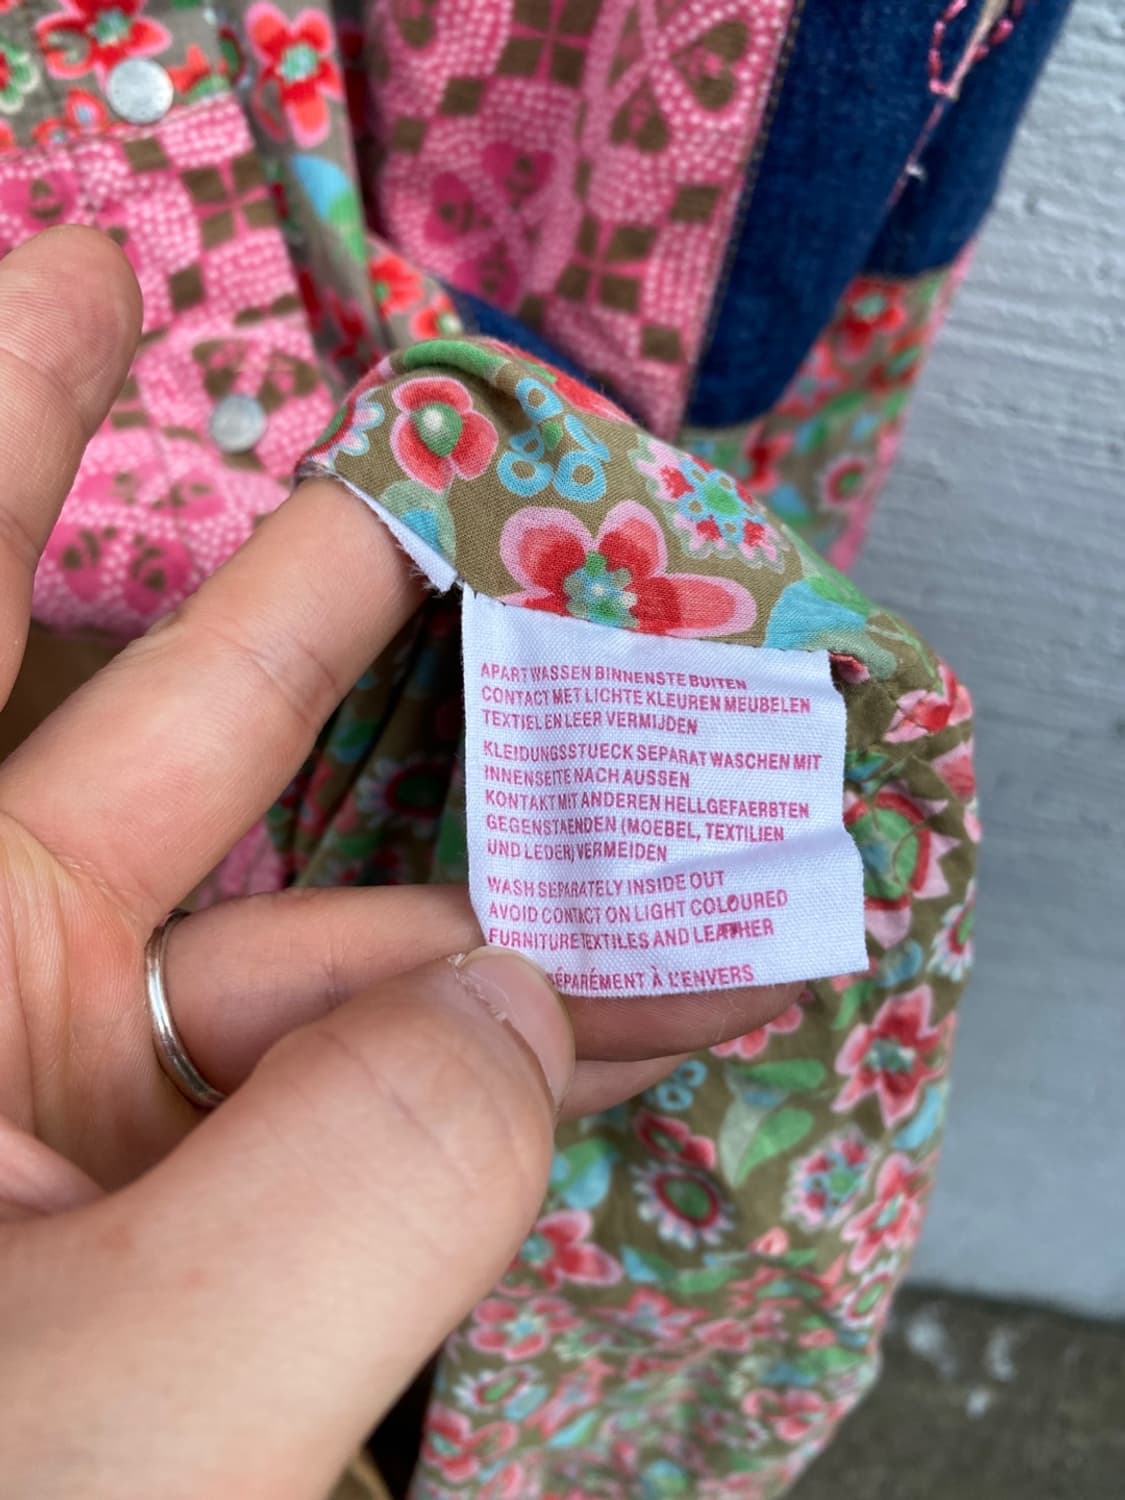 APART WASSEN BINNENSTE BUITEN
CONTACT MET LICHTE KLEUREN MEUBELEN
TEXTIEL EN LEER VERMIJDEN
KLEIDUNGSSTUECK SEPARAT WASCHEN MIT
INNENSEITE NACH AUSSEN
KONTAKT MIT ANDEREN HELLGEFAERBTEN
GEGENSTAENDEN (MOEBEL, TEXTILIEN
UND LEDER) VERMEIDEN
WASH SEPARATELY INSIDE OUT
AVOID CONTACT ON LIGHT COLOURED
FURNITURE TEXTILES AND LEATHER
SÉPARÉMENT À L'ENVERS